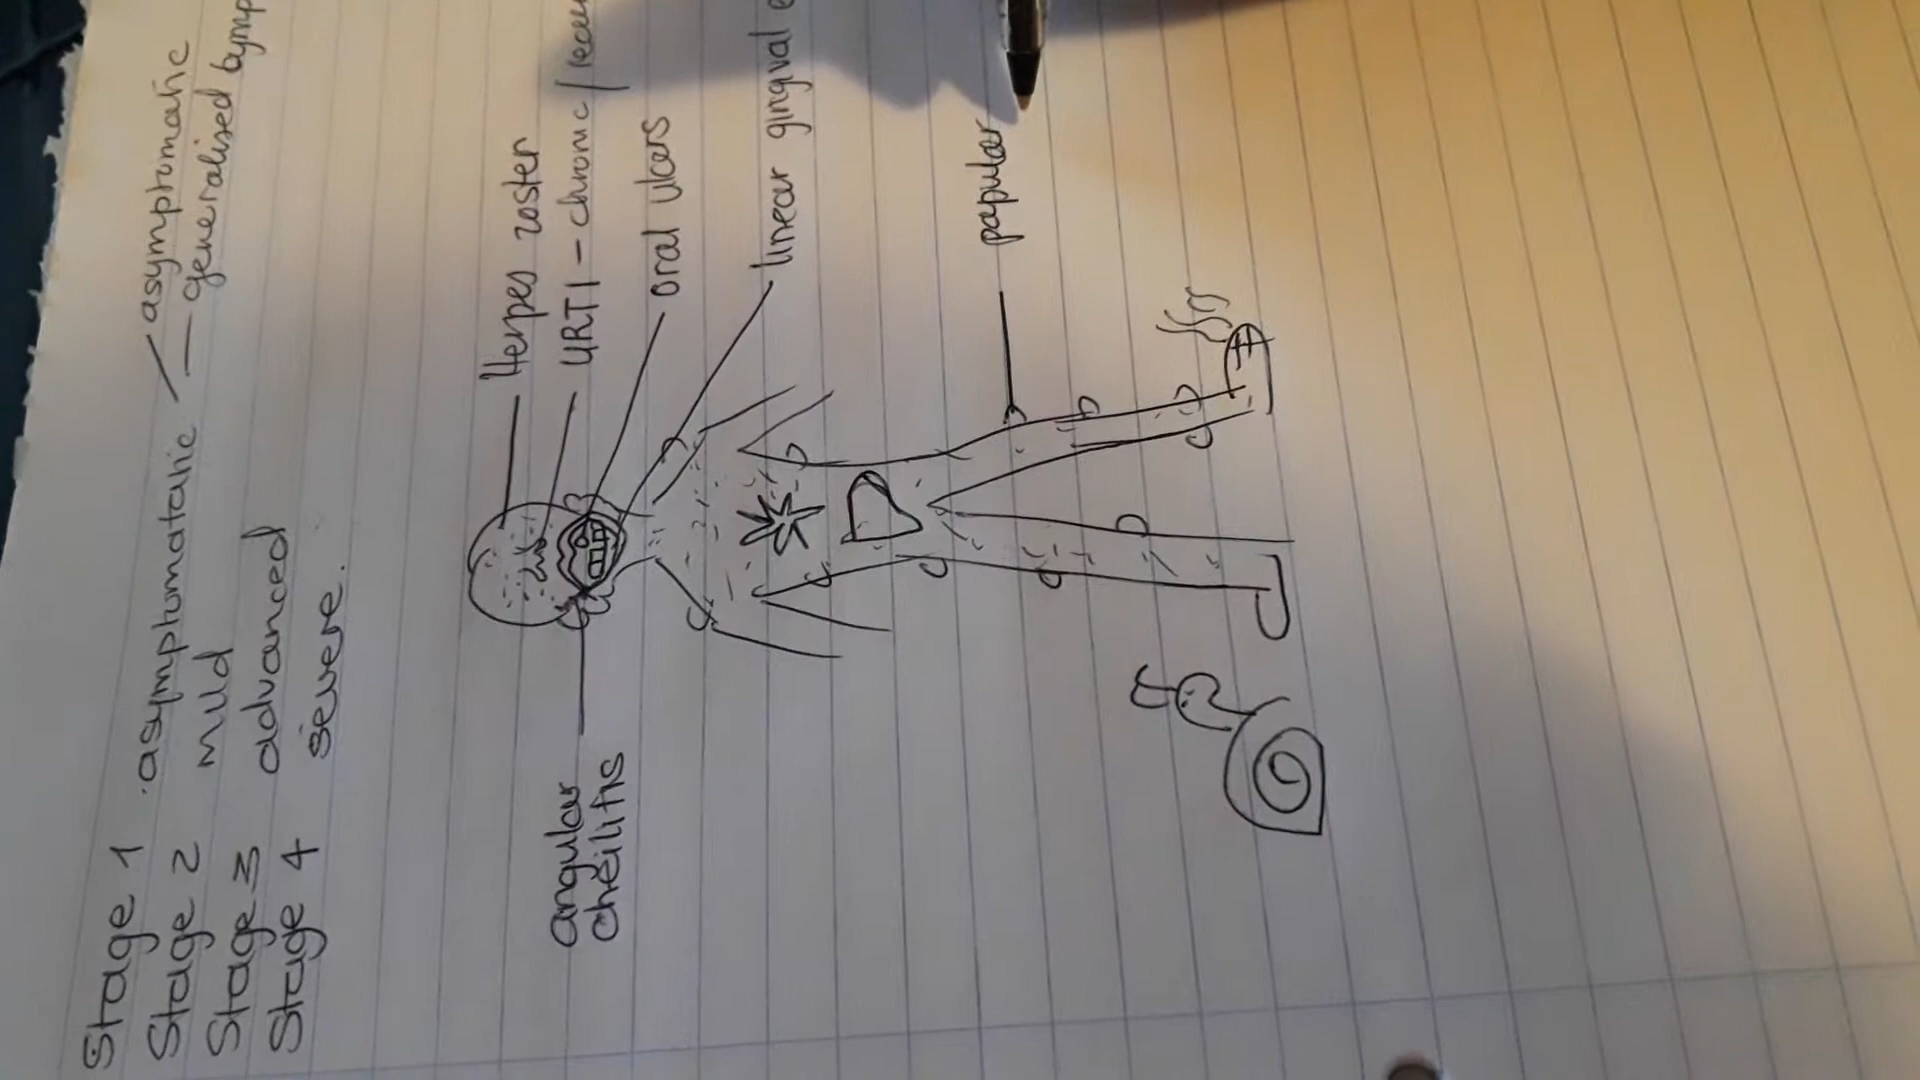 Stage 1 asymptomatic — asymptomatic
— generalised
Stage 2 mild
Stage 3 advanced
Stage 4 severe.
Herpes zoster
URTI - chronic /
oral ulcers
linear gingival
angular
cheilitis
papular